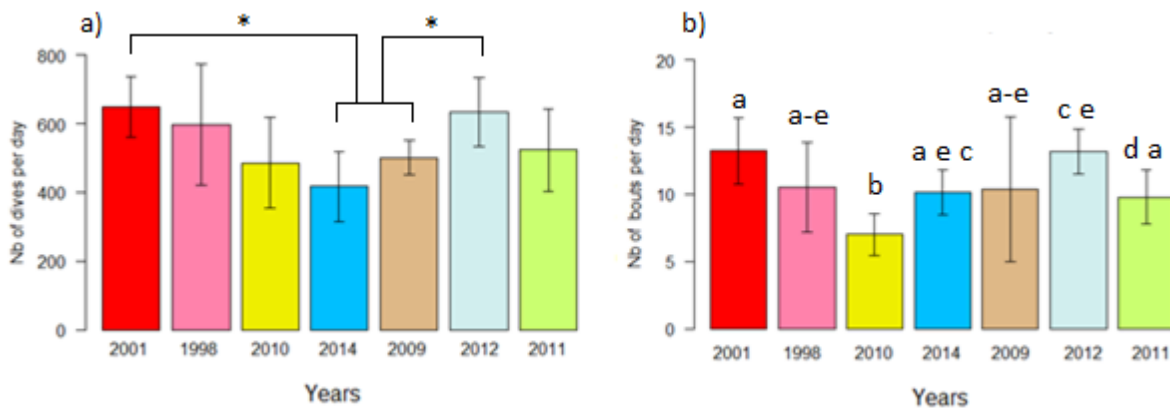 a)
*
*
Nb of dives per day
800
600
400
200
0
2001 1998 2010 2014 2009 2012 2011
Years
b)
Nb of bouts per day
20
15
10
5
0
a
a-e
b
a e c
a-e
c e
d a
2001 1998 2010 2014 2009 2012 2011
Years